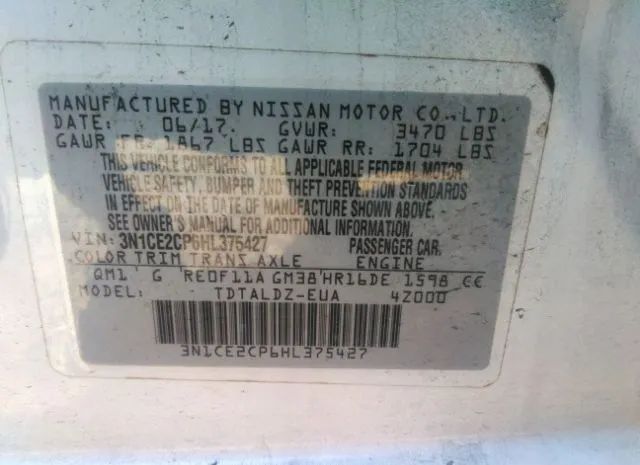 MANUFACTURED BY NISSAN MOTOR CO., LTD.
DATE: 06/17. GVWR: 3470 LBS
GAWR FR. 1867 LBS GAWR RR: 1704 LBS
THIS VEHICLE CONFORMS TO ALL APPLICABLE FEDERAL MOTOR
VEHICLE SAFETY, BUMPER AND THEFT PREVENTION STANDARDS
IN EFFECT ON THE DATE OF MANUFACTURE SHOWN ABOVE.
SEE OWNER'S MANUAL FOR ADDITIONAL INFORMATION.
VIN: 3N1CE2CP6HL375427 PASSENGER CAR.
COLOR TRIM TRANS AXLE ENGINE
QM1 G RE0F11A GM38 HR16DE 1598 CC
MODEL: TDTALDZ-EUA 4Z000
3N1CE2CP6HL375427